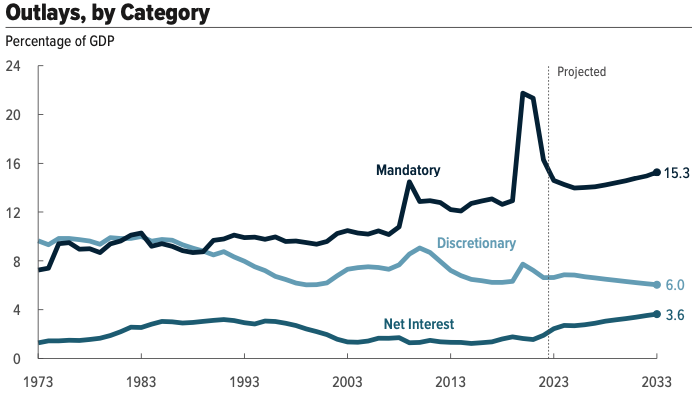 Outlays, by Category
Percentage of GDP
24
Projected
20
16
Mandatory
15.3
12
Discretionary
8
6.0
4
Net Interest
3.6
0
1973 1983 1993 2003 2013 2023 2033